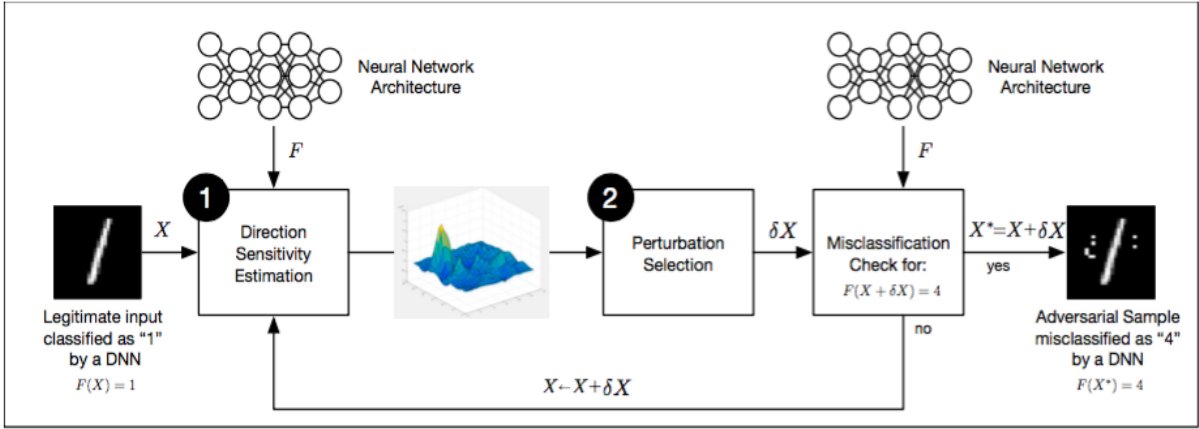 Neural Network
Architecture
Neural Network
Architecture
F
F
1
2
X
Direction
Sensitivity
Estimation
Perturbation
Selection
δX
Misclassification
Check for:
F(X + δX) = 4
X*=X+δX
yes
no
Legitimate input
classified as “1”
by a DNN
F(X) = 1
Adversarial Sample
misclassified as “4”
by a DNN
F(X*) = 4
X←X+δX